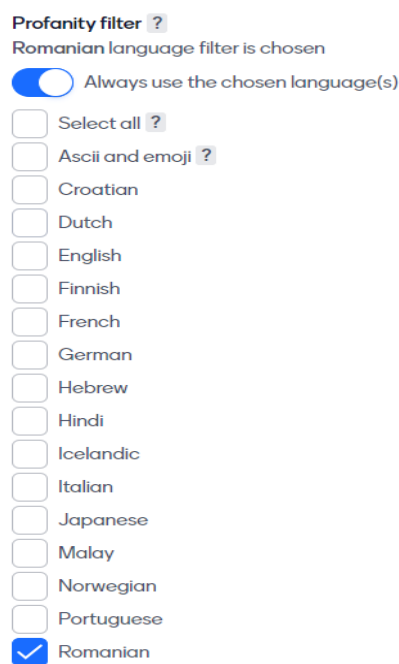 Profanity filter ?
Romanian language filter is chosen
Always use the chosen language(s)
Select all ?
Ascii and emoji ?
Croatian
Dutch
English
Finnish
French
German
Hebrew
Hindi
Icelandic
Italian
Japanese
Malay
Norwegian
Portuguese
Romanian